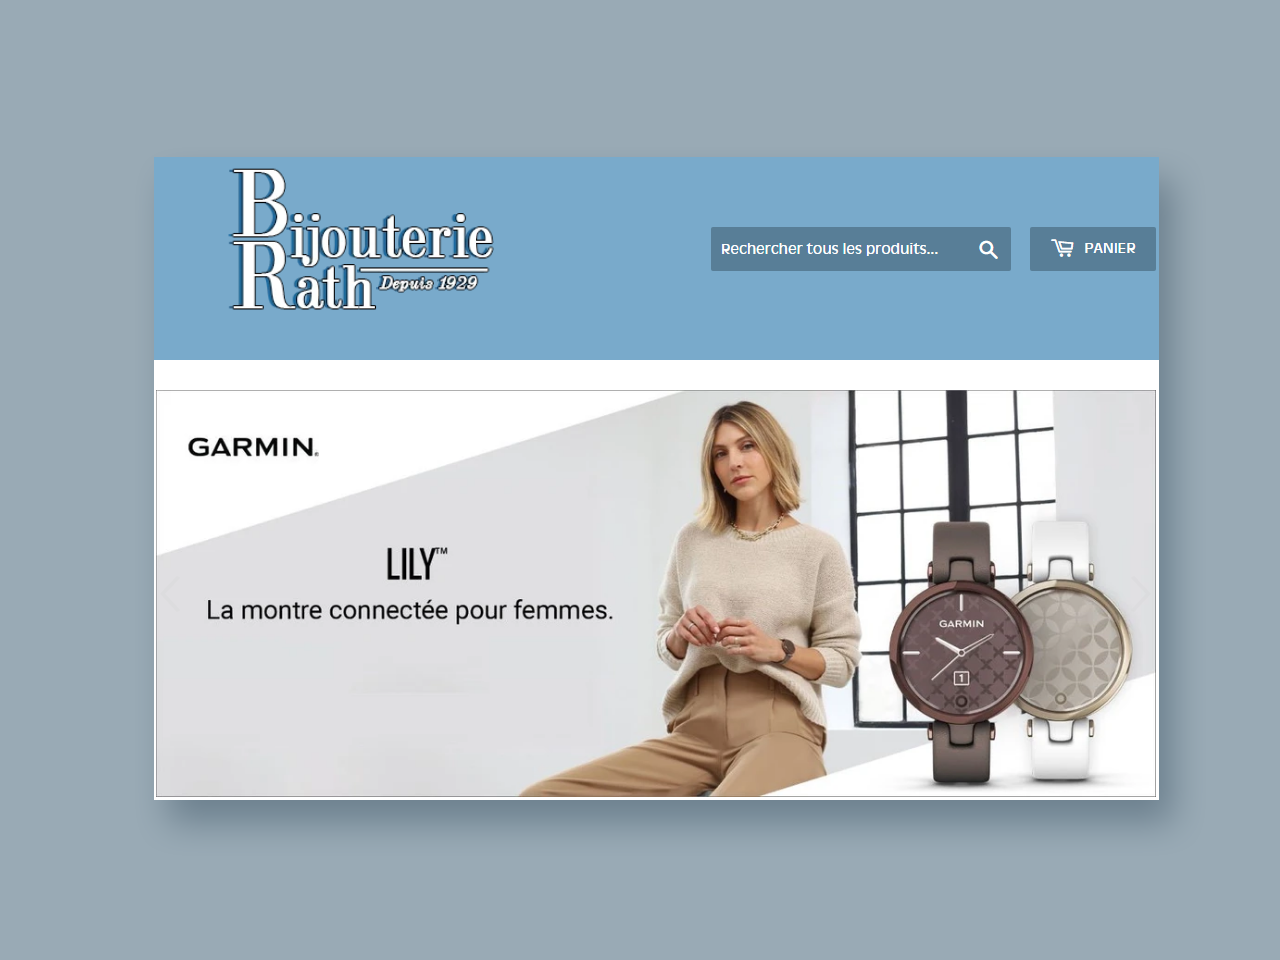 Bijouterie
Rath Depuis 1929
Rechercher tous les produits...
PANIER
GARMIN
LILY™
La montre connectée pour femmes.
GARMIN
1